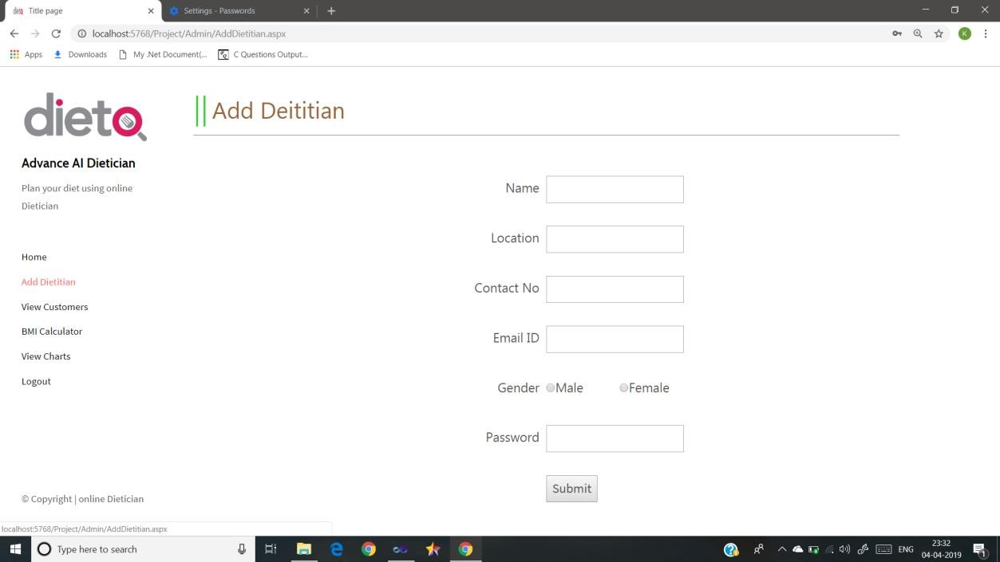 Title page
Settings - Passwords
localhost:5768/Project/Admin/AddDietitian.aspx
K
Apps
Downloads
My .Net Document(...
C Questions Output...
dieto
Advance AI Dietician
Plan your diet using online
Dietician
Home
Add Dietitian
View Customers
BMI Calculator
View Charts
Logout
© Copyright | online Dietician
Add Deititian
Name
Location
Contact No
Email ID
Gender Male Female
Password
Submit
localhost:5768/Project/Admin/AddDietitian.aspx
Type here to search
ENG
23:32
04-04-2019
1